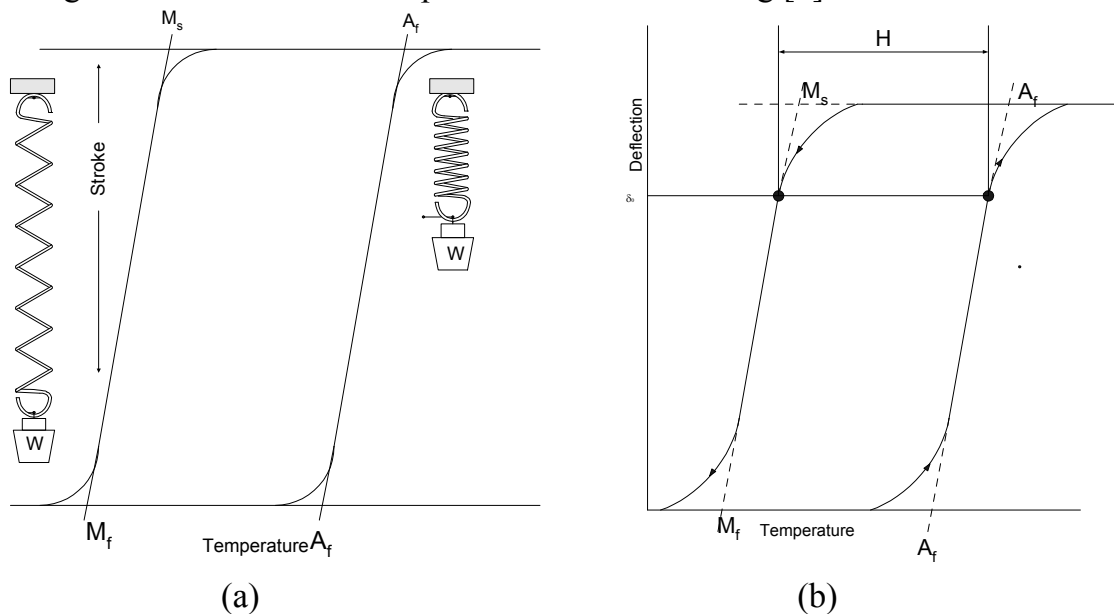 M_s
A_f
Stroke
W
W
M_f
Temperature A_f
(a)
H
M_s
A_f
Deflection
M_f
Temperature
A_f
(b)